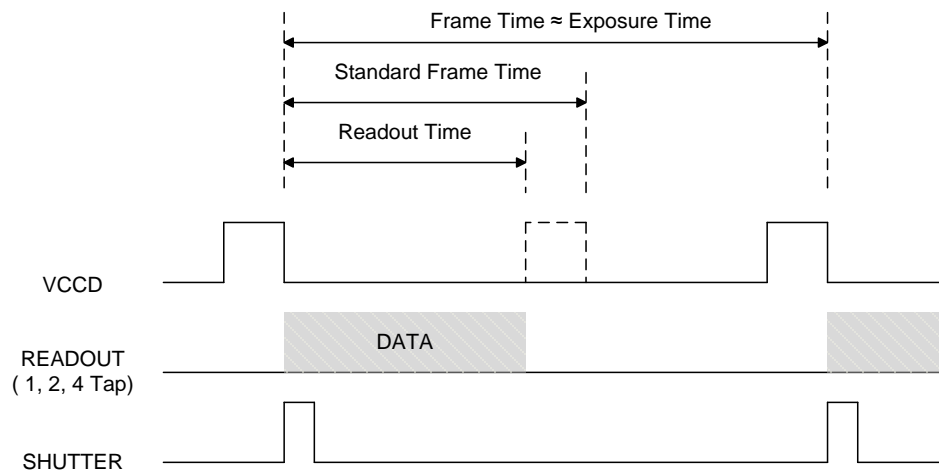 Frame Time ≈ Exposure Time
Standard Frame Time
Readout Time
VCCD
DATA
READOUT
( 1, 2, 4 Tap)
SHUTTER